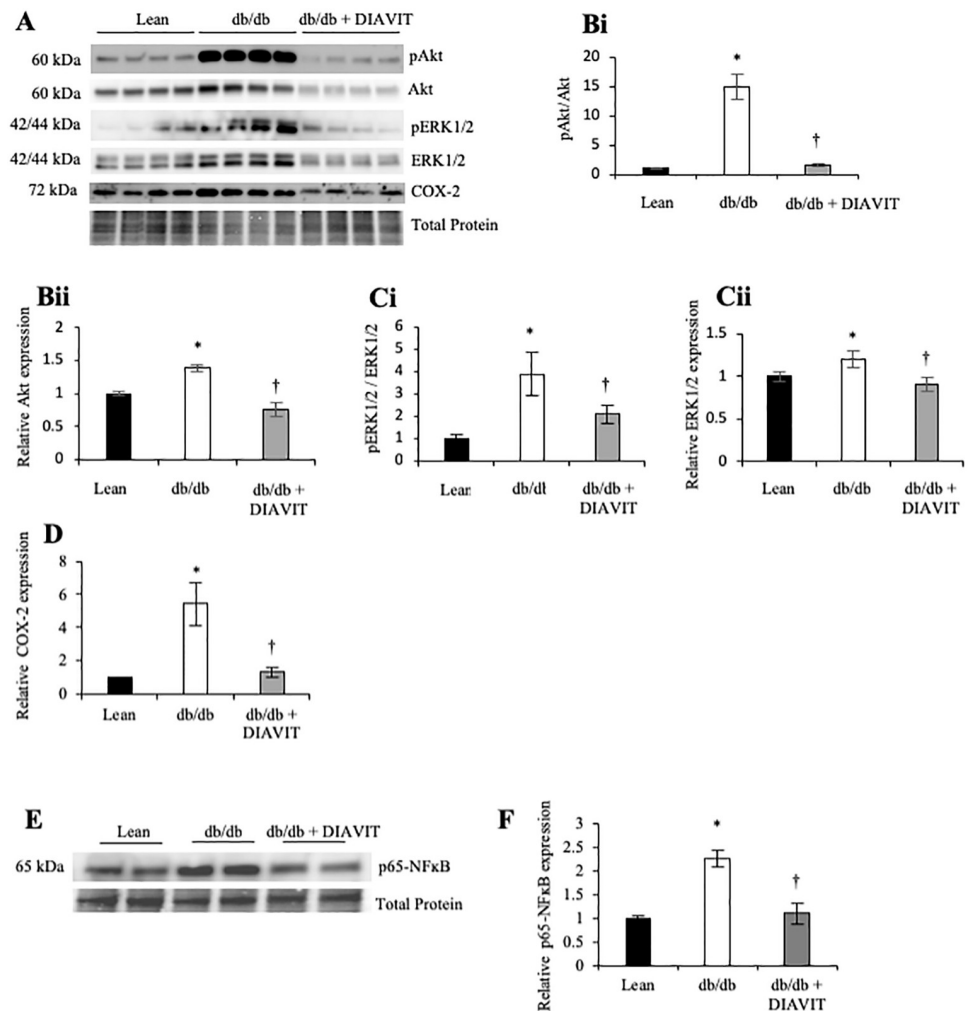 A
Lean
db/db
db/db + DIAVIT
60 kDa
pAkt
60 kDa
Akt
42/44 kDa
pERK1/2
42/44 kDa
ERK1/2
72 kDa
COX-2
Total Protein
Bi
pAkt/Akt
20
15
10
5
0
*
†
Lean
db/db
db/db + DIAVIT
Bii
Relative Akt expression
2
1.5
1
0.5
0
*
†
Lean
db/db
db/db +
DIAVIT
Ci
pERK1/2 / ERK1/2
6
5
4
3
2
1
0
*
†
Lean
db/dl
db/db +
DIAVIT
Cii
Relative ERK1/2 expression
1.5
1
0.5
0
*
†
Lean
db/db
db/db +
DIAVIT
D
Relative COX-2 expression
8
6
4
2
0
*
†
Lean
db/db
db/db +
DIAVIT
E
Lean
db/db
db/db + DIAVIT
65 kDa
p65-NFκB
Total Protein
F
Relative p65-NFκB expression
3
2.5
2
1.5
1
0.5
0
*
†
Lean
db/db
db/db +
DIAVIT